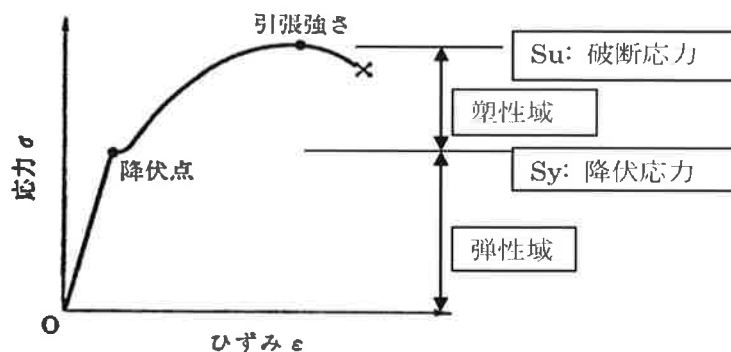 引張強さ
Su: 破断応力
塑性域
降伏点
Sy: 降伏応力
弾性域
応力 σ
O
ひずみ ε